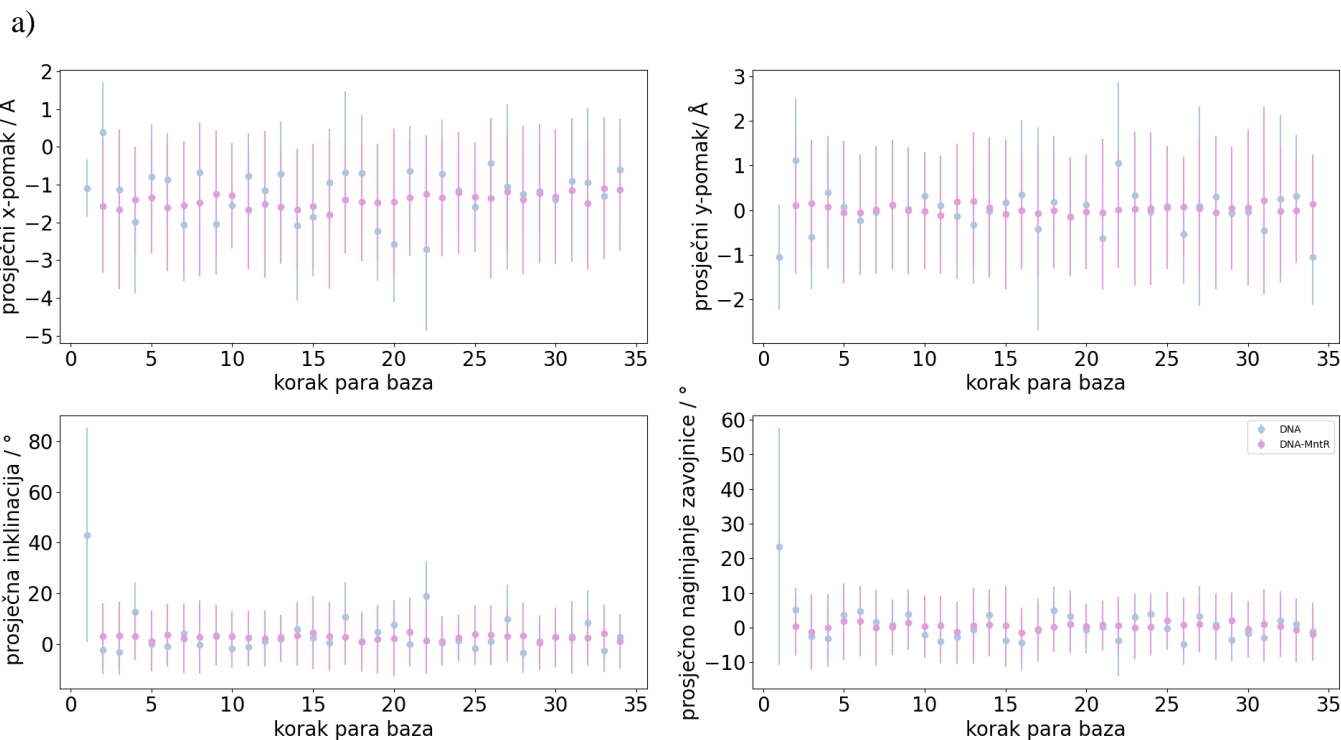 a)
prosječni x-pomak / Å
2
1
0
−1
−2
−3
−4
−5
0 5 10 15 20 25 30 35
korak para baza
prosječni y-pomak/ Å
3
2
1
0
−1
−2
0 5 10 15 20 25 30 35
korak para baza
prosječna inklinacija / °
80
60
40
20
0
0 5 10 15 20 25 30 35
korak para baza
prosječno naginjanje zavojnice / °
60
50
40
30
20
10
0
−10
0 5 10 15 20 25 30 35
korak para baza
DNA
DNA-MntR